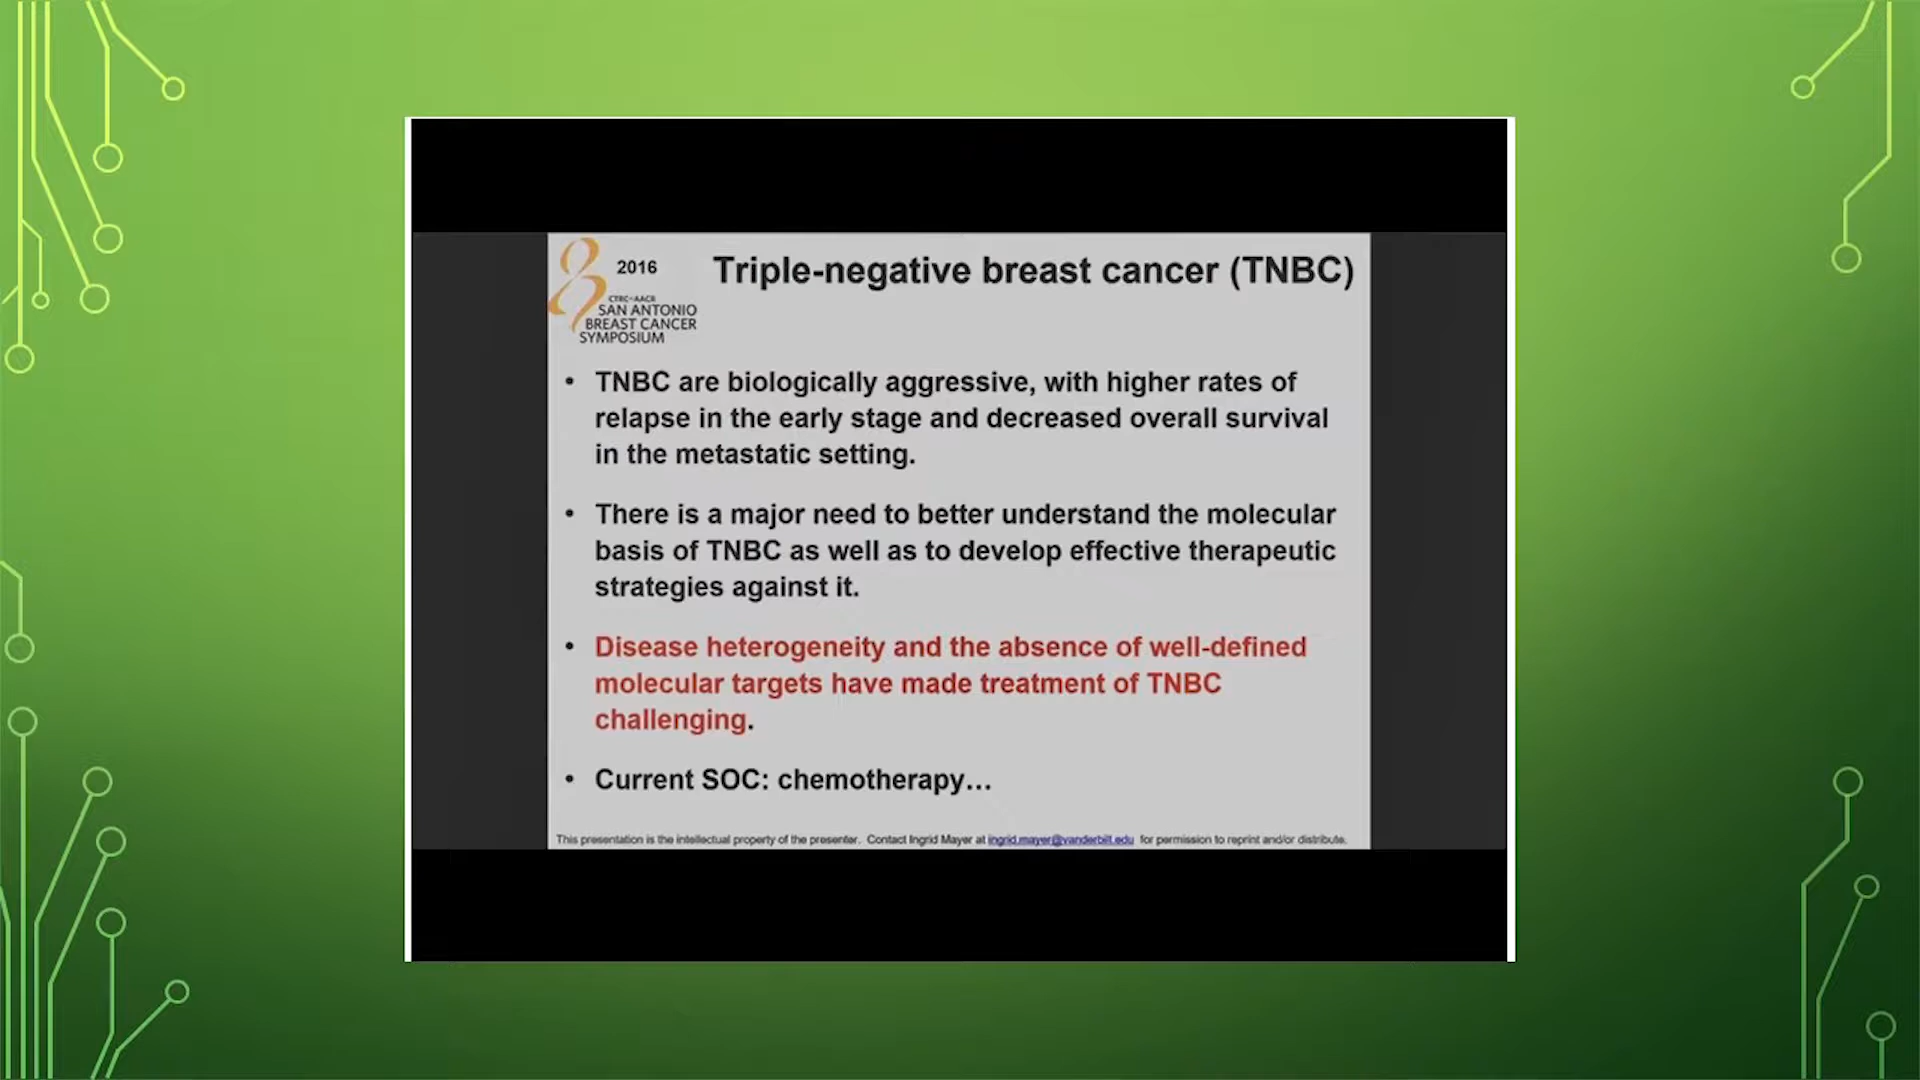 2016
CTRC-AACR
SAN ANTONIO
BREAST CANCER
SYMPOSIUM
Triple-negative breast cancer (TNBC)
• TNBC are biologically aggressive, with higher rates of
relapse in the early stage and decreased overall survival
in the metastatic setting.
• There is a major need to better understand the molecular
basis of TNBC as well as to develop effective therapeutic
strategies against it.
• Disease heterogeneity and the absence of well-defined
molecular targets have made treatment of TNBC
challenging.
• Current SOC: chemotherapy…
This presentation is the intellectual property of the presenter. Contact Ingrid Mayer at ingrid.mayer@vanderbilt.edu for permission to reprint and/or distribute.